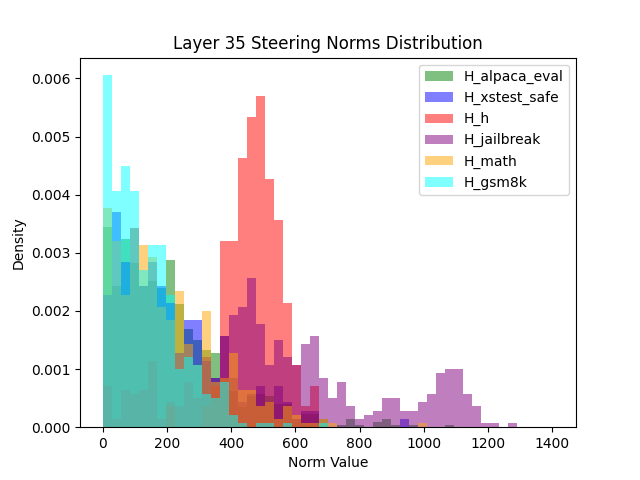 Layer 35 Steering Norms Distribution
H_alpaca_eval
H_xstest_safe
H_h
H_jailbreak
H_math
H_gsm8k
Density
0.006
0.005
0.004
0.003
0.002
0.001
0.000
0 200 400 600 800 1000 1200 1400
Norm Value